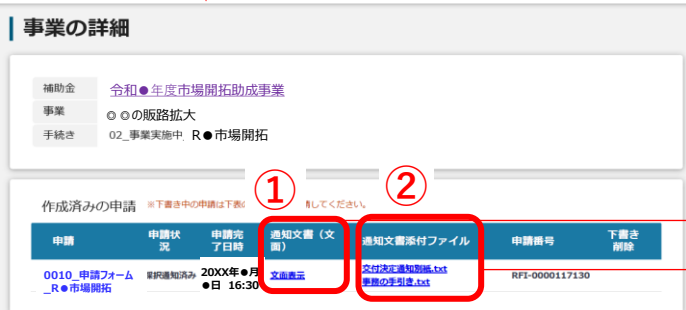 事業の詳細
補助金 令和●年度市場開拓助成事業
事業 ◎◎の販路拡大
手続き 02_事業実施中_R●市場開拓
① ②
作成済みの申請 ※下書き中の申請は下表の 請してください。
申請 申請状況 申請完了日時 通知文書（文面） 通知文書添付ファイル 申請番号 下書き削除
0010_申請フォーム_R●市場開拓 採択通知済み 20XX年●月●日 16:30 文面表示 交付決定通知別紙.txt 事務の手引き.txt RFI-0000117130